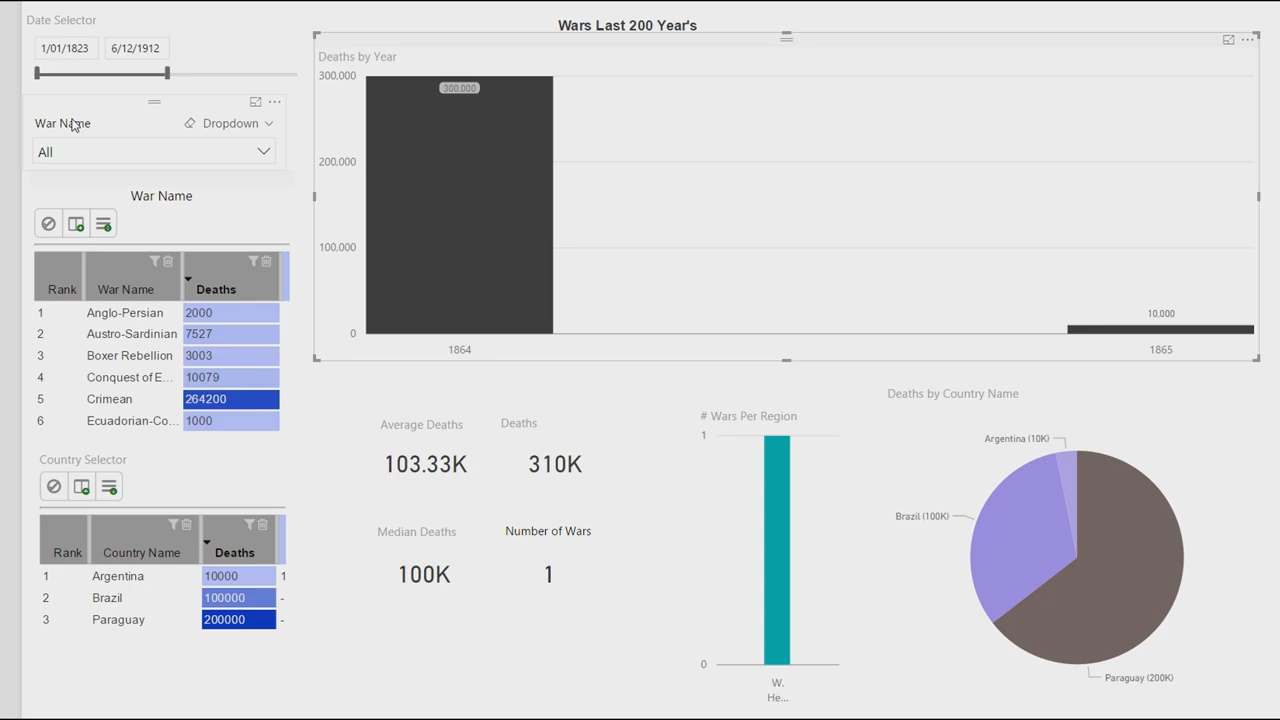 Date Selector
1/01/1823
6/12/1912
War Name
Dropdown
All
War Name
Rank
War Name
Deaths
1 Anglo-Persian 2000
2 Austro-Sardinian 7527
3 Boxer Rebellion 3003
4 Conquest of E... 10079
5 Crimean 264200
6 Ecuadorian-Co... 1000
Country Selector
Rank
Country Name
Deaths
1 Argentina 10000 1
2 Brazil 100000 -
3 Paraguay 200000 -
Wars Last 200 Year's
Deaths by Year
300,000
200,000
100,000
0
300,000
10,000
1864
1865
Average Deaths
103.33K
Deaths
310K
Median Deaths
100K
Number of Wars
1
# Wars Per Region
1
0
W.
He...
Deaths by Country Name
Argentina (10K)
Brazil (100K)
Paraguay (200K)